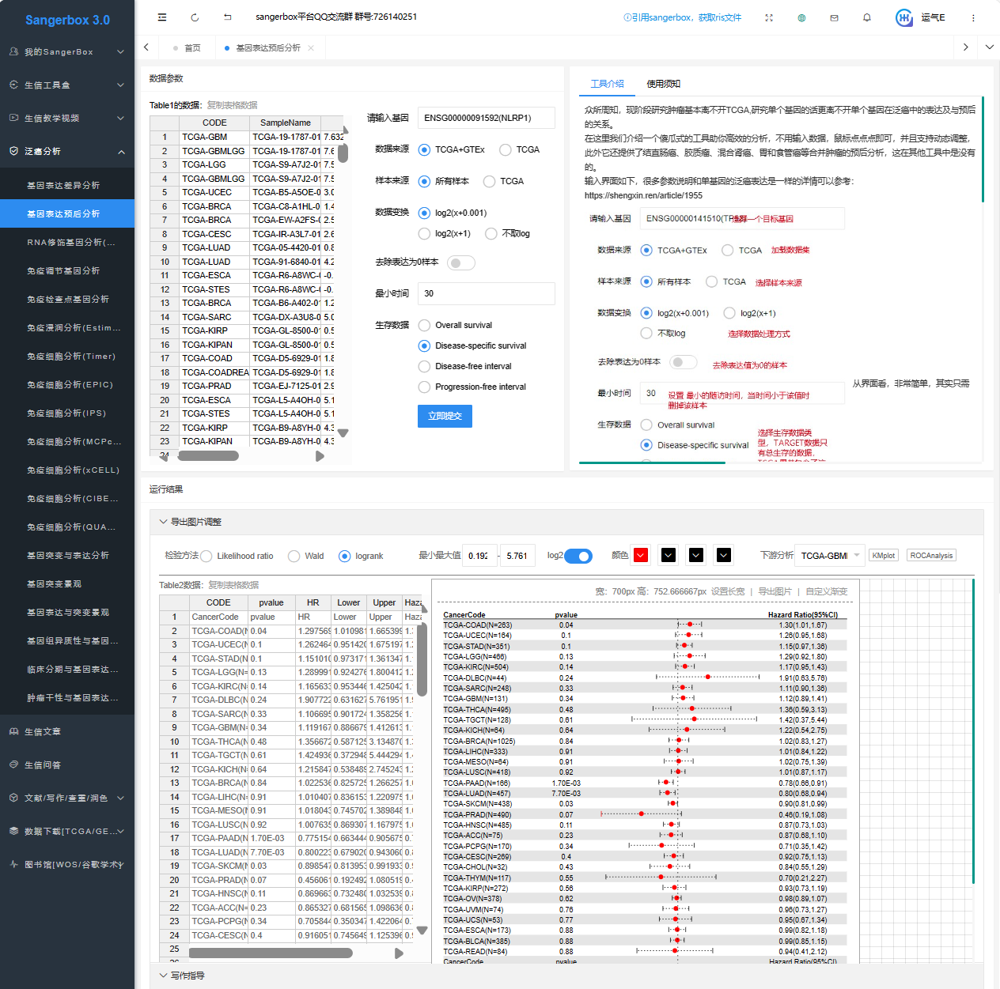 Sangerbox 3.0
我的SangerBox
生信工具盒
生信教学视频
泛癌分析
基因表达差异分析
基因表达预后分析
RNA修饰基因分析(...
免疫调节基因分析
免疫检查点基因分析
免疫浸润分析(Estim...
免疫细胞分析(Timer)
免疫细胞分析(EPIC)
免疫细胞分析(IPS)
免疫细胞分析(MCPc...
免疫细胞分析(xCELL)
免疫细胞分析(CIBE...
免疫细胞分析(QUA...
基因突变与表达分析
基因突变景观
基因表达与突变景观
基因组异质性与基因...
临床分期与基因表达...
肿瘤干性与基因表达...
生信文章
生信问答
文献/写作/查重/润色
数据下载[TCGA/GE...
图书馆[WOS/谷歌学术]
sangerbox平台QQ交流群 群号:726140251
引用sangerbox，获取ris文件
运气E
首页
基因表达预后分析
数据参数
Table1的数据: 复制表格数据
CODE SampleName
1 TCGA-GBM TCGA-19-1787-01 7.632
2 TCGA-GBMLGG TCGA-19-1787-01 7.6
3 TCGA-LGG TCGA-S9-A7J2-01 7.5
4 TCGA-GBMLGG TCGA-S9-A7J2-01 7.5
5 TCGA-UCEC TCGA-B5-A5OE-0 3.0
6 TCGA-BRCA TCGA-C8-A1HL-0 1.4
7 TCGA-BRCA TCGA-EW-A2FS-0 2.5
8 TCGA-CESC TCGA-IR-A3L7-01 2.6
9 TCGA-LUAD TCGA-05-4420-01 0.8
10 TCGA-LUAD TCGA-91-6840-01 4.2
11 TCGA-ESCA TCGA-R6-A8WC-0 -0.
12 TCGA-STES TCGA-R6-A8WC-0 -0.
13 TCGA-BRCA TCGA-B6-A402-01 1.2
14 TCGA-SARC TCGA-DX-A3U8-0 5.0
15 TCGA-KIRP TCGA-GL-8500-01 0.5
16 TCGA-KIPAN TCGA-GL-8500-01 0.5
17 TCGA-COAD TCGA-D5-6929-01 1.8
18 TCGA-COADREA TCGA-D5-6929-01 1.8
19 TCGA-PRAD TCGA-EJ-7125-01 2.9
20 TCGA-ESCA TCGA-L5-A4OH-0 5.1
21 TCGA-STES TCGA-L5-A4OH-0 5.1
22 TCGA-KIRP TCGA-B9-A8YH-0 4.3
23 TCGA-KIPAN TCGA-B9-A8YH-0 4.3
24
请输入基因 ENSG00000091592(NLRP1)
数据来源 TCGA+GTEx TCGA
样本来源 所有样本 TCGA
数据变换 log2(x+0.001)
log2(x+1) 不取log
去除表达为0样本
最小时间 30
生存数据 Overall survival
Disease-specific survival
Disease-free interval
Progression-free interval
立即提交
工具介绍 使用须知
众所周知，现阶段研究肿瘤基本离不开TCGA,研究单个基因的话更离不开单个基因在泛癌中的表达及与预后
的关系。
在这里我们介绍一个傻瓜式的工具助你高效的分析，不用输入数据，鼠标点点点即可，并且支持动态调整，
此外它还提供了结直肠癌、胶质瘤、混合肾癌、胃和食管癌等合并肿瘤的预后分析，这在其他工具中是没有
的。
输入界面如下，很多参数说明和单基因的泛癌表达是一样的详情可以参考：
https://shengxin.ren/article/1955
请输入基因 ENSG00000141510(TP53) 选择一个目标基因
数据来源 TCGA+GTEx TCGA 加载数据集
样本来源 所有样本 TCGA 选择样本来源
数据变换 log2(x+0.001) log2(x+1)
不取log 选择数据处理方式
去除表达为0样本 去除表达值为0的样本
最小时间 30 设置 最小的随访时间，当时间小于该值时
删掉该样本
从界面看，非常简单，其实只需
生存数据 Overall survival
Disease-specific survival
选择生存数据类
型，TARGET数据只
有总生存的数据，
运行结果
导出图片调整
检验方法 Likelihood ratio Wald logrank 最小最大值 0.192 - 5.761 log2 颜色 下游分析 TCGA-GBMI KMplot ROCAnalysis
Table2数据: 复制表格数据
CODE pvalue HR Lower Upper Haza
1 CancerCode pvalue HR Lower Upper Haza
2 TCGA-COAD(N 0.04 1.297569 1.010981 1.665399 1.
3 TCGA-UCEC(N 0.1 1.262464 0.951420 1.675197 1.
4 TCGA-STAD(N 0.1 1.151010 0.973171 1.361347 1.
5 TCGA-LGG(N= 0.13 1.289991 0.924276 1.800412 1.
6 TCGA-KIRC(N 0.14 1.165633 0.953446 1.425042 1.
7 TCGA-DLBC(N 0.24 1.907722 0.631627 5.761951 1.
8 TCGA-SARC(N 0.33 1.106695 0.901724 1.358256 1.
9 TCGA-GBM(N= 0.34 1.119167 0.886679 1.412613 1.
10 TCGA-THCA(N 0.48 1.356672 0.587125 3.134870 1.
11 TCGA-TGCT(N 0.61 1.424936 0.372948 5.444294 1.
12 TCGA-KICH(N= 0.64 1.215847 0.538489 2.745243 1.
13 TCGA-BRCA(N 0.84 1.022536 0.825725 1.266257 1.
14 TCGA-LIHC(N= 0.91 1.010407 0.836153 1.220975 1.
15 TCGA-MESO(N 0.91 1.018043 0.745702 1.389848 1.
16 TCGA-LUSC(N 0.92 1.007635 0.869307 1.167975 1.
17 TCGA-PAAD(N 1.70E-03 0.775154 0.663444 0.905675 0.
18 TCGA-LUAD(N 7.70E-03 0.800223 0.679020 0.943060 0.
19 TCGA-SKCM(N 0.03 0.898547 0.813953 0.991933 0.
20 TCGA-PRAD(N 0.07 0.456061 0.192492 1.080519 0.
21 TCGA-HNSC(N 0.11 0.869663 0.732480 1.032539 0.
22 TCGA-ACC(N= 0.23 0.865327 0.681565 1.098636 0.
23 TCGA-PCPG(N 0.34 0.705844 0.350347 1.422064 0.
24 TCGA-CESC(N 0.4 0.916051 0.745649 1.125396 0.
25
宽：700px 高：752.666667px 设置长宽 | 导出图片 | 自定义渐变
CancerCode pvalue Hazard Ratio(95%CI)
TCGA-COAD(N=263) 0.04 1.30(1.01,1.67)
TCGA-UCEC(N=164) 0.1 1.26(0.95,1.68)
TCGA-STAD(N=351) 0.1 1.15(0.97,1.36)
TCGA-LGG(N=466) 0.13 1.29(0.92,1.80)
TCGA-KIRC(N=504) 0.14 1.17(0.95,1.43)
TCGA-DLBC(N=44) 0.24 1.91(0.63,5.76)
TCGA-SARC(N=248) 0.33 1.11(0.90,1.36)
TCGA-GBM(N=131) 0.34 1.12(0.89,1.41)
TCGA-THCA(N=495) 0.48 1.36(0.59,3.13)
TCGA-TGCT(N=128) 0.61 1.42(0.37,5.44)
TCGA-KICH(N=64) 0.64 1.22(0.54,2.75)
TCGA-BRCA(N=1025) 0.84 1.02(0.83,1.27)
TCGA-LIHC(N=333) 0.91 1.01(0.84,1.22)
TCGA-MESO(N=64) 0.91 1.02(0.75,1.39)
TCGA-LUSC(N=418) 0.92 1.01(0.87,1.17)
TCGA-PAAD(N=166) 1.70E-03 0.78(0.66,0.91)
TCGA-LUAD(N=457) 7.70E-03 0.80(0.68,0.94)
TCGA-SKCM(N=438) 0.03 0.90(0.81,0.99)
TCGA-PRAD(N=490) 0.07 0.46(0.19,1.08)
TCGA-HNSC(N=485) 0.11 0.87(0.73,1.03)
TCGA-ACC(N=75) 0.23 0.87(0.68,1.10)
TCGA-PCPG(N=170) 0.34 0.71(0.35,1.42)
TCGA-CESC(N=269) 0.4 0.92(0.75,1.13)
TCGA-CHOL(N=32) 0.43 0.84(0.55,1.29)
TCGA-THYM(N=117) 0.55 0.70(0.21,2.27)
TCGA-KIRP(N=272) 0.56 0.93(0.73,1.19)
TCGA-OV(N=378) 0.62 0.98(0.89,1.07)
TCGA-UVM(N=74) 0.76 0.96(0.73,1.27)
TCGA-UCS(N=53) 0.77 0.95(0.67,1.34)
TCGA-ESCA(N=173) 0.88 0.99(0.82,1.18)
TCGA-BLCA(N=385) 0.88 0.99(0.85,1.15)
TCGA-READ(N=84) 0.88 0.94(0.41,2.12)
CancerCode pvalue Hazard Ratio(95%CI)
写作指导